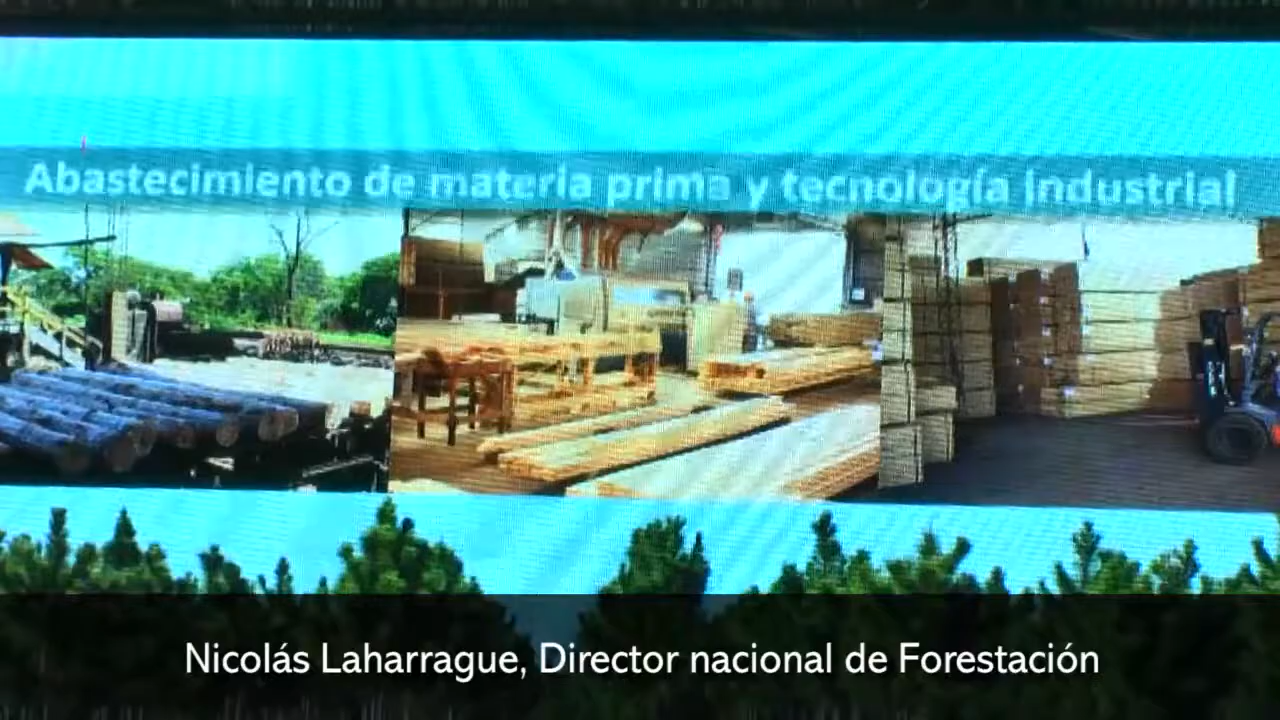 Abastecimiento de materia prima y tecnología industrial
Nicolás Laharrague, Director nacional de Forestación